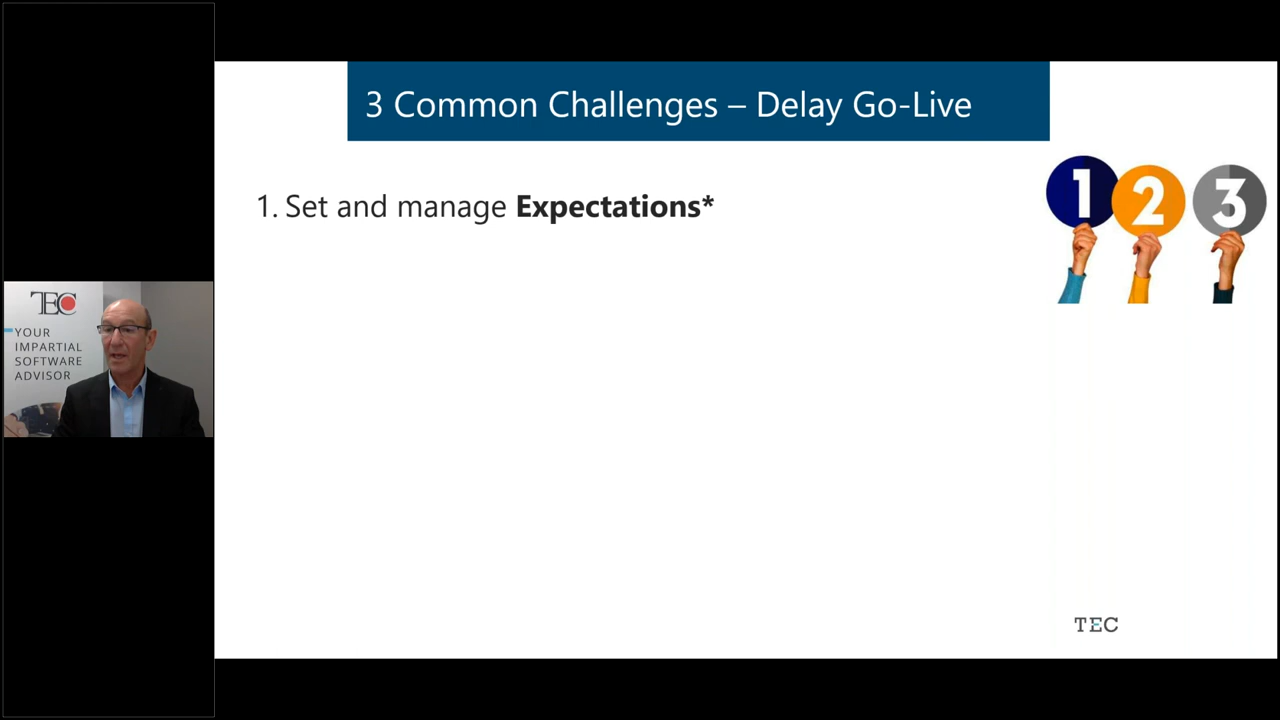 3 Common Challenges – Delay Go-Live
1. Set and manage Expectations*
1 2 3
TEC
YOUR
IMPARTIAL
SOFTWARE
ADVISOR
TEC